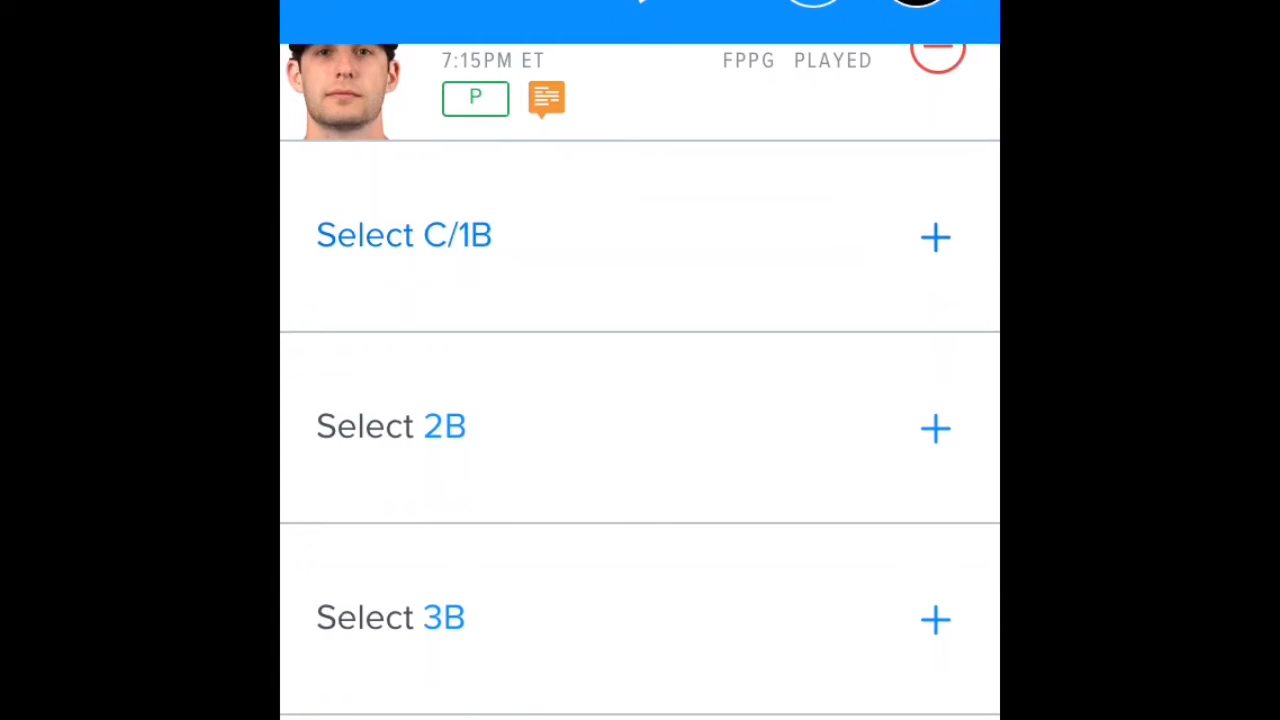 7:15PM ET FPPG PLAYED
P
Select C/1B
Select 2B
Select 3B